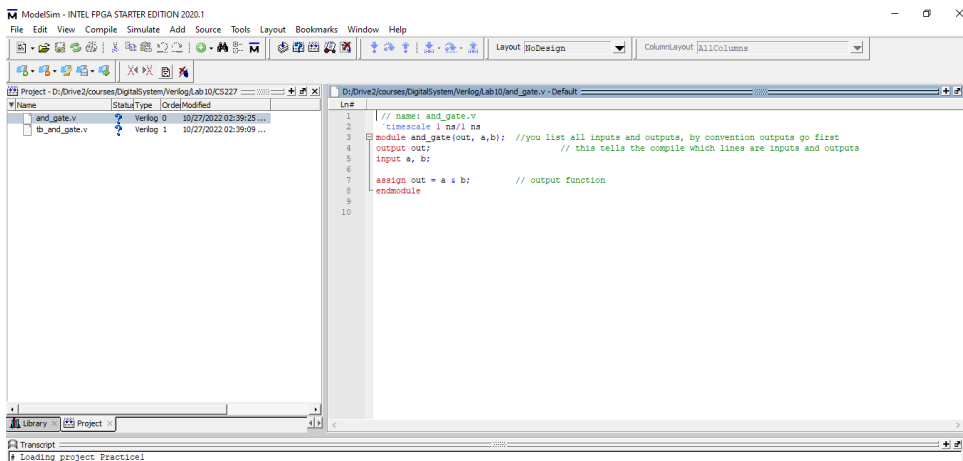 ModelSim - INTEL FPGA STARTER EDITION 2020.1
File Edit View Compile Simulate Add Source Tools Layout Bookmarks Window Help
Layout NoDesign
ColumnLayout AllColumns
Project - D:/Drive2/courses/DigitalSystem/Verilog/Lab10/CS227
Name Status Type Order Modified
and_gate.v ? Verilog 0 10/27/2022 02:39:25 ...
tb_and_gate.v ? Verilog 1 10/27/2022 02:39:09 ...
Library Project
D:/Drive2/courses/DigitalSystem/Verilog/Lab10/and_gate.v - Default
Ln#
1 // name: and_gate.v
2 `timescale 1 ns/1 ns
3 module and_gate(out, a,b); //you list all inputs and outputs, by convention outputs go first
4 output out; // this tells the compile which lines are inputs and outputs
5 input a, b;
6
7 assign out = a & b; // output function
8 endmodule
9
10
Transcript
# Loading project Practice1